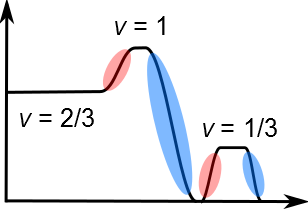 ν = 1
ν = 2/3
ν = 1/3